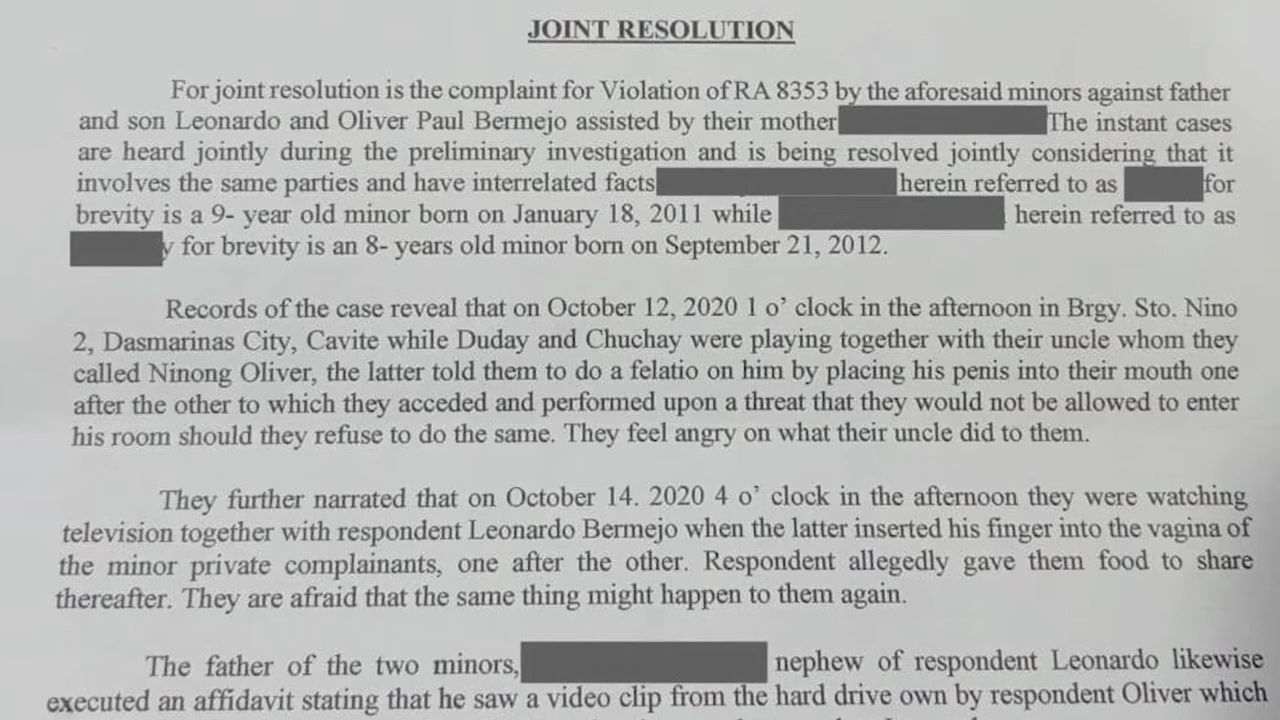 JOINT RESOLUTION
For joint resolution is the complaint for Violation of RA 8353 by the aforesaid minors against father
and son Leonardo and Oliver Paul Bermejo assisted by their mother The instant cases
are heard jointly during the preliminary investigation and is being resolved jointly considering that it
involves the same parties and have interrelated facts herein referred to as for
brevity is a 9- year old minor born on January 18, 2011 while herein referred to as
y for brevity is an 8- years old minor born on September 21, 2012.
Records of the case reveal that on October 12, 2020 1 o’ clock in the afternoon in Brgy. Sto. Nino
2, Dasmarinas City, Cavite while Duday and Chuchay were playing together with their uncle whom they
called Ninong Oliver, the latter told them to do a felatio on him by placing his penis into their mouth one
after the other to which they acceded and performed upon a threat that they would not be allowed to enter
his room should they refuse to do the same. They feel angry on what their uncle did to them.
They further narrated that on October 14. 2020 4 o’ clock in the afternoon they were watching
television together with respondent Leonardo Bermejo when the latter inserted his finger into the vagina of
the minor private complainants, one after the other. Respondent allegedly gave them food to share
thereafter. They are afraid that the same thing might happen to them again.
The father of the two minors, nephew of respondent Leonardo likewise
executed an affidavit stating that he saw a video clip from the hard drive own by respondent Oliver which